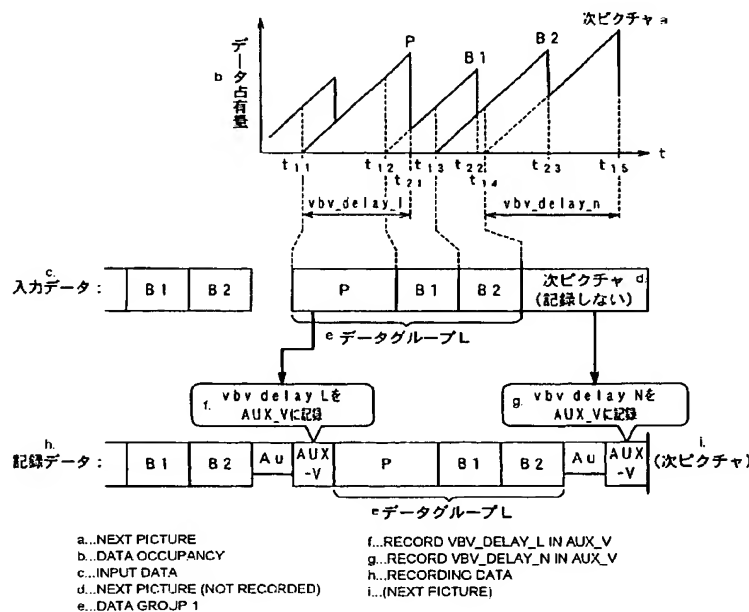 次ピクチャ a
b データ占有量
P
B1
B2
t
t11
t12
t21
t13
t22
t14
t23
t15
vbv_delay_l
vbv_delay_n
c.
入力データ:
B1
B2
P
B1
B2
次ピクチャ d.
(記録しない)
e データグループL
f. vbv delay Lを
AUX_Vに記録
g. vbv delay Nを
AUX_Vに記録
h.
記録データ:
B1
B2
Au
AUX
-V
P
B1
B2
Au
AUX
-V
i.
(次ピクチャ)
e データグループL
a...NEXT PICTURE
b...DATA OCCUPANCY
c...INPUT DATA
d...NEXT PICTURE (NOT RECORDED)
e...DATA GROUP 1
f...RECORD VBV_DELAY_L IN AUX_V
g...RECORD VBV_DELAY_N IN AUX_V
h...RECORDING DATA
i...(NEXT PICTURE)